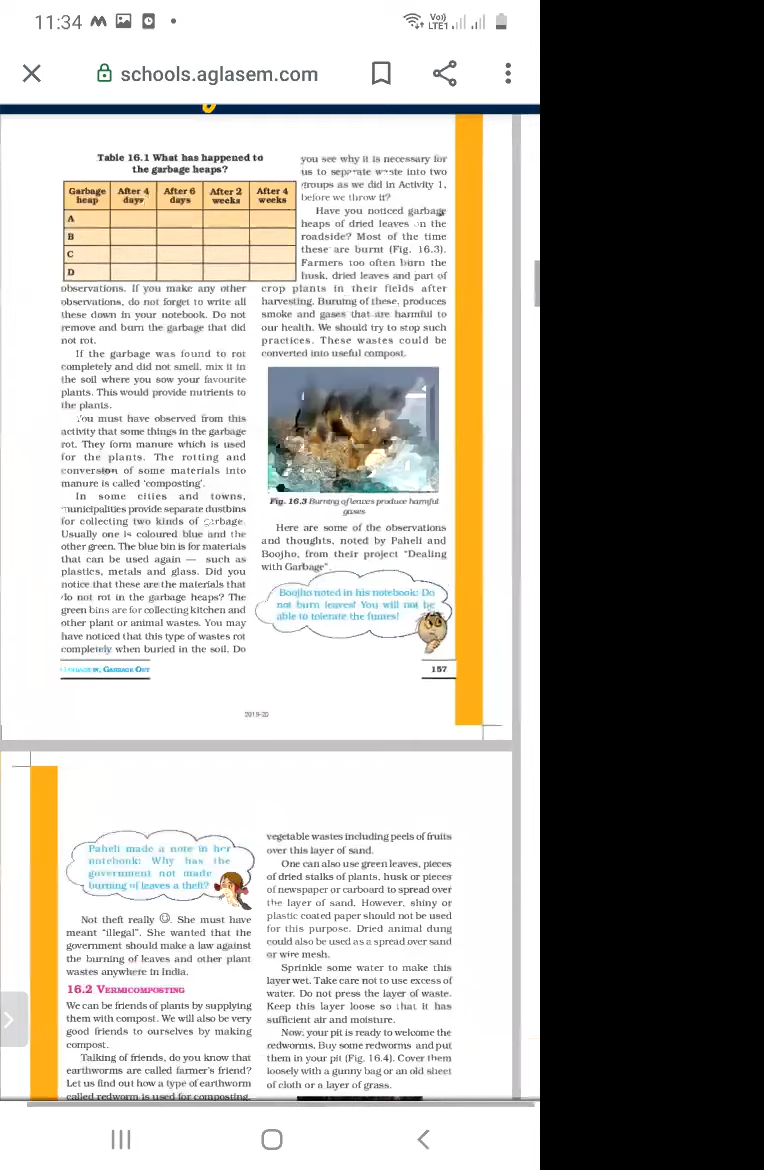 11:34
Vo)
LTE1
schools.aglasem.com
Table 16.1 What has happened to
the garbage heaps?
Garbage heap After 4 days After 6 days After 2 weeks After 4 weeks
A
B
C
D
observations. If you make any other
observations, do not forget to write all
these down in your notebook. Do not
remove and burn the garbage that did
not rot.
If the garbage was found to rot
completely and did not smell, mix it in
the soil where you sow your favourite
plants. This would provide nutrients to
the plants.
You must have observed from this
activity that some things in the garbage
rot. They form manure which is used
for the plants. The rotting and
conversion of some materials into
manure is called ‘composting’.
In some cities and towns,
municipalities provide separate dustbins
for collecting two kinds of garbage.
Usually one is coloured blue and the
other green. The blue bin is for materials
that can be used again — such as
plastics, metals and glass. Did you
notice that these are the materials that
do not rot in the garbage heaps? The
green bins are for collecting kitchen and
other plant or animal wastes. You may
have noticed that this type of wastes rot
completely when buried in the soil. Do
you see why it is necessary for
us to separate waste into two
groups as we did in Activity 1,
before we throw it?
Have you noticed garbage
heaps of dried leaves on the
roadside? Most of the time
these are burnt (Fig. 16.3).
Farmers too often burn the
husk, dried leaves and part of
crop plants in their fields after
harvesting. Burning of these, produces
smoke and gases that are harmful to
our health. We should try to stop such
practices. These wastes could be
converted into useful compost.
Fig. 16.3 Burning of leaves produce harmful
gases
Here are some of the observations
and thoughts, noted by Paheli and
Boojho, from their project “Dealing
with Garbage”.
Boojho noted in his notebook: Do
not burn leaves! You will not be
able to tolerate the fumes!
Garbage in, Garbage Out
157
2019-20
Paheli made a note in her
notebook: Why has the
government not made
burning of leaves a theft?
Not theft really ☺. She must have
meant “illegal”. She wanted that the
government should make a law against
the burning of leaves and other plant
wastes anywhere in India.
16.2 Vermicomposting
We can be friends of plants by supplying
them with compost. We will also be very
good friends to ourselves by making
compost.
Talking of friends, do you know that
earthworms are called farmer’s friend?
Let us find out how a type of earthworm
called redworm is used for composting.
vegetable wastes including peels of fruits
over this layer of sand.
One can also use green leaves, pieces
of dried stalks of plants, husk or pieces
of newspaper or carboard to spread over
the layer of sand. However, shiny or
plastic coated paper should not be used
for this purpose. Dried animal dung
could also be used as a spread over sand
or wire mesh.
Sprinkle some water to make this
layer wet. Take care not to use excess of
water. Do not press the layer of waste.
Keep this layer loose so that it has
sufficient air and moisture.
Now, your pit is ready to welcome the
redworms. Buy some redworms and put
them in your pit (Fig. 16.4). Cover them
loosely with a gunny bag or an old sheet
of cloth or a layer of grass.